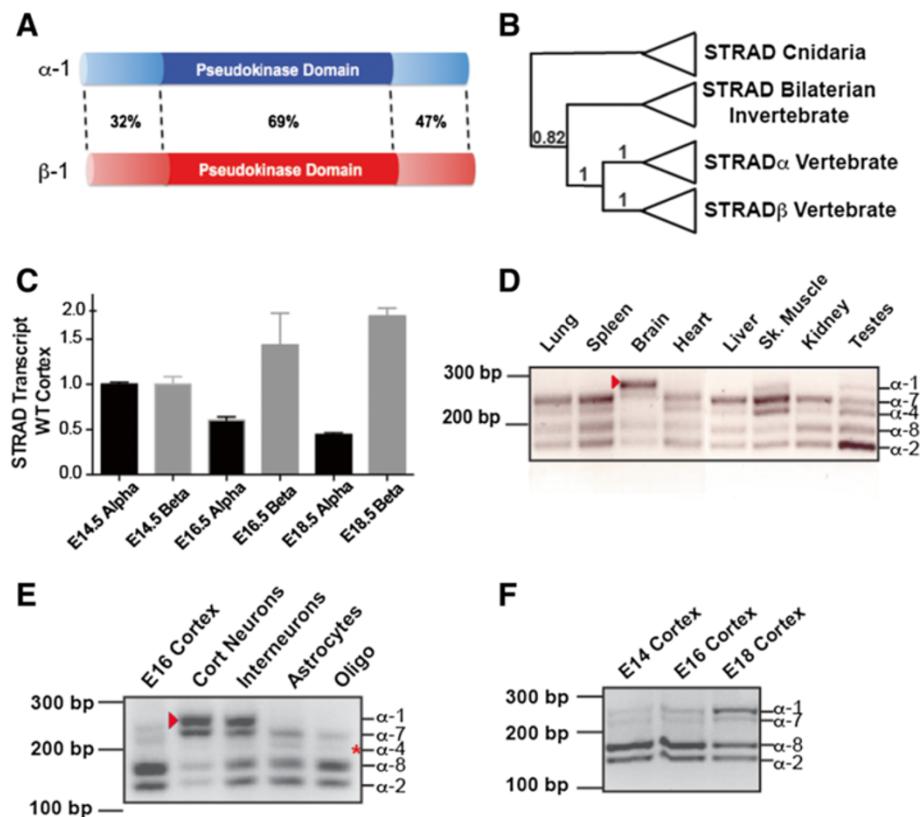 A
α-1
Pseudokinase Domain
32%
69%
47%
β-1
Pseudokinase Domain
B
STRAD Cnidaria
STRAD Bilaterian
Invertebrate
0.82
1
STRADα Vertebrate
1
1
STRADβ Vertebrate
C
STRAD Transcript
WT Cortex
2.0
1.5
1.0
0.5
0.0
E14.5 Alpha
E14.5 Beta
E16.5 Alpha
E16.5 Beta
E18.5 Alpha
E18.5 Beta
D
Lung
Spleen
Brain
Heart
Liver
Sk. Muscle
Kidney
Testes
300 bp
200 bp
α-1
α-7
α-4
α-8
α-2
E
E16 Cortex
Cort Neurons
Interneurons
Astrocytes
Oligo
300 bp
200 bp
100 bp
α-1
α-7
α-4 *
α-8
α-2
F
E14 Cortex
E16 Cortex
E18 Cortex
300 bp
200 bp
100 bp
α-1
α-7
α-8
α-2